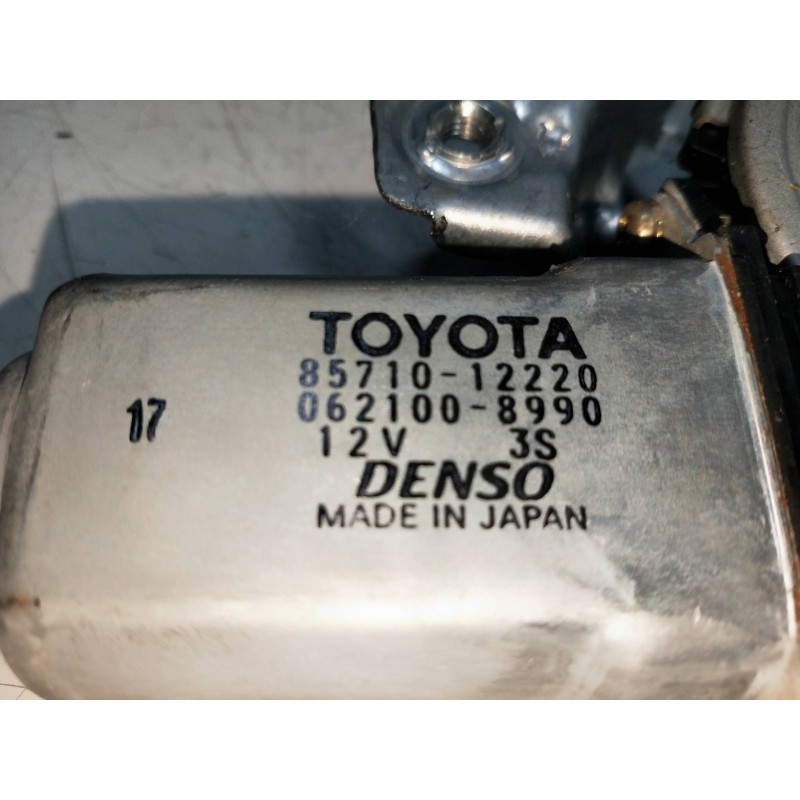 TOYOTA
85710-12220
062100-8990
17
12V 3S
DENSO
MADE IN JAPAN